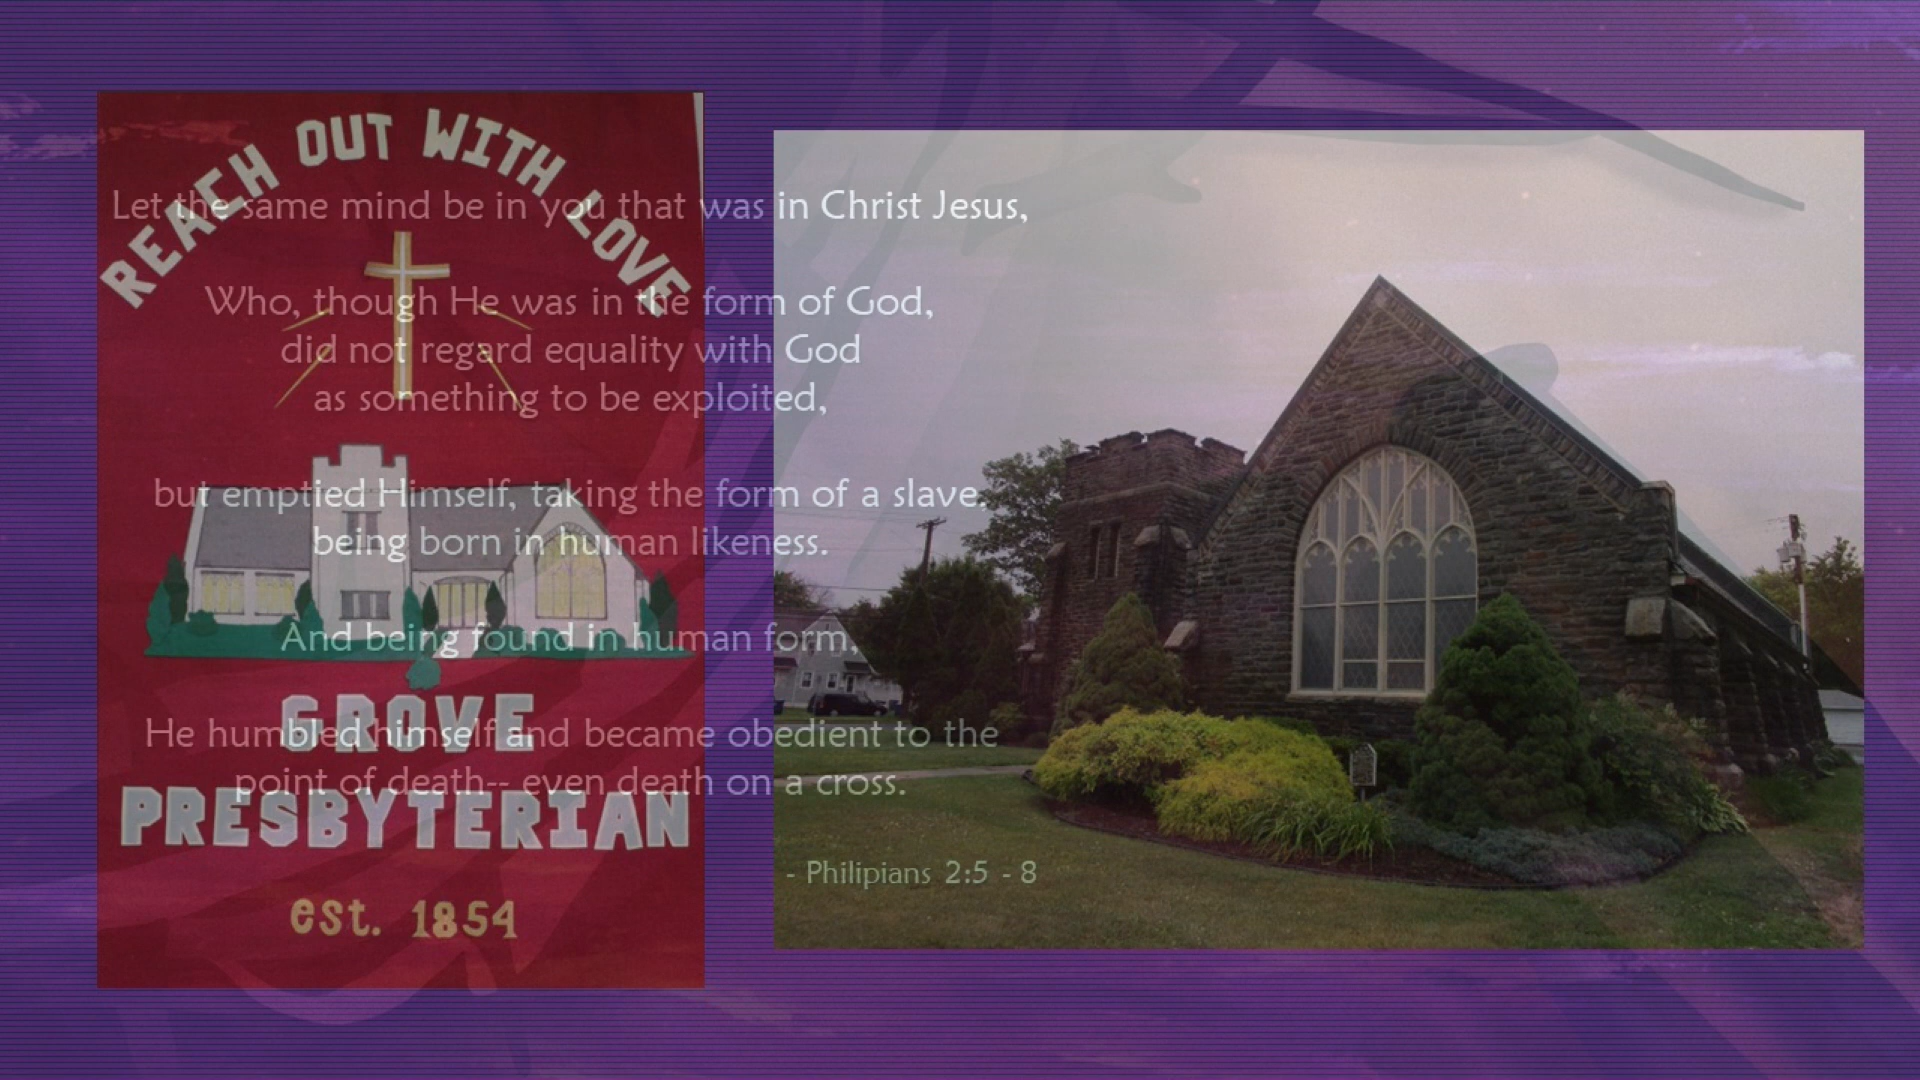 REACH OUT WITH LOVE
GROVE
PRESBYTERIAN
est. 1854
Let the same mind be in you that was in Christ Jesus,
Who, though He was in the form of God,
did not regard equality with God
as something to be exploited,
but emptied Himself, taking the form of a slave,
being born in human likeness.
And being found in human form,
He humbled himself and became obedient to the
point of death-- even death on a cross.
- Philipians 2:5 - 8